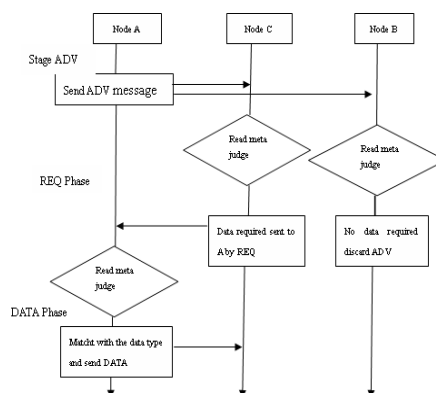 Node A
Node C
Node B
Stage ADV
Send ADV message
Read meta
judge
Read meta
judge
REQ Phase
Data required sent to
A by REQ
No data required
discard ADV
Read meta
judge
DATA Phase
Matcht with the data type
and send DATA